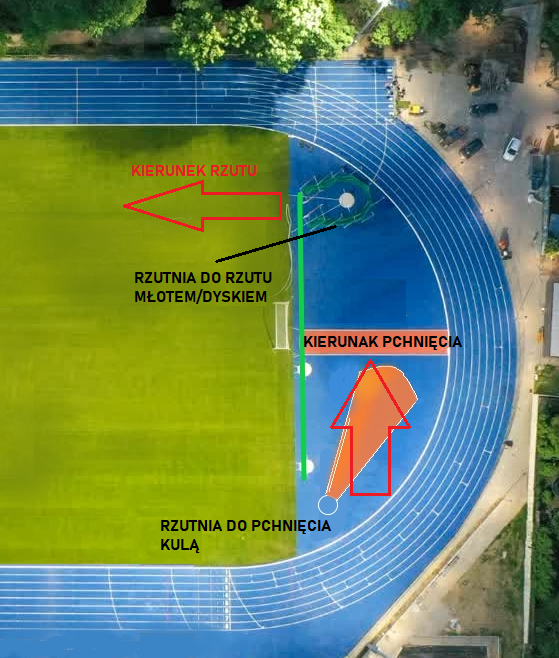 KIERUNEK RZUTU
RZUTNIA DO RZUTU
MŁOTEM/DYSKIEM
KIERUNAK PCHNIĘCIA
RZUTNIA DO PCHNIĘCIA
KULĄ